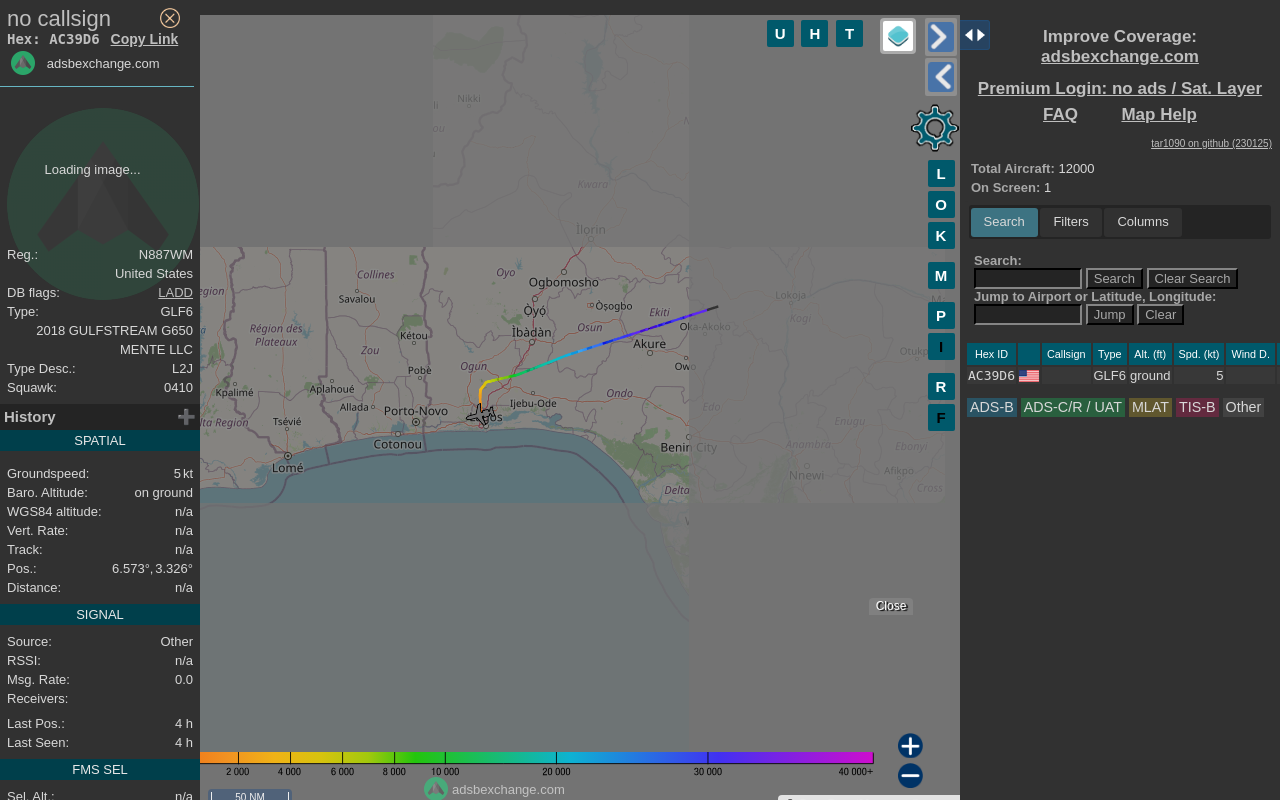 no callsign
Hex: AC39D6 Copy Link
adsbexchange.com
Loading image...
Reg.: N887WM
United States
DB flags: LADD
Type: GLF6
2018 GULFSTREAM G650
MENTE LLC
Type Desc.: L2J
Squawk: 0410
History
SPATIAL
Groundspeed: 5 kt
Baro. Altitude: on ground
WGS84 altitude: n/a
Vert. Rate: n/a
Track: n/a
Pos.: 6.573°, 3.326°
Distance: n/a
SIGNAL
Source: Other
RSSI: n/a
Msg. Rate: 0.0
Receivers:
Last Pos.: 4 h
Last Seen: 4 h
FMS SEL
Sel. Alt.: n/a
U H T
L
O
K
M
P
I
R
F
Nikki
Kwara
Ìlorin
Collines
Oyo
Ogbomosho
Lokoja
Kogi
Savalou
Òyó
Òṣogbo
Ekiti
Région des
Plateaux
Kétou
Ìbàdàn
Osun
Oka-Akoko
Zou
Akure
Pobè
Ogun
Kpalimé
Aplahoué
Ijebu-Ode
Ondo
Edo
Allada
Porto-Novo
Tsévié
Enugu
Cotonou
Benin City
Anambra
Ebonyi
Lomé
Nnewi
Afikpo
Delta
Cross
Close
2 000 4 000 6 000 8 000 10 000 20 000 30 000 40 000+
adsbexchange.com
50 NM
Improve Coverage:
adsbexchange.com
Premium Login: no ads / Sat. Layer
FAQ Map Help
tar1090 on github (230125)
Total Aircraft: 12000
On Screen: 1
Search Filters Columns
Search:
Search Clear Search
Jump to Airport or Latitude, Longitude:
Jump Clear
Hex ID Callsign Type Alt. (ft) Spd. (kt) Wind D.
AC39D6 GLF6 ground 5
ADS-B ADS-C/R / UAT MLAT TIS-B Other